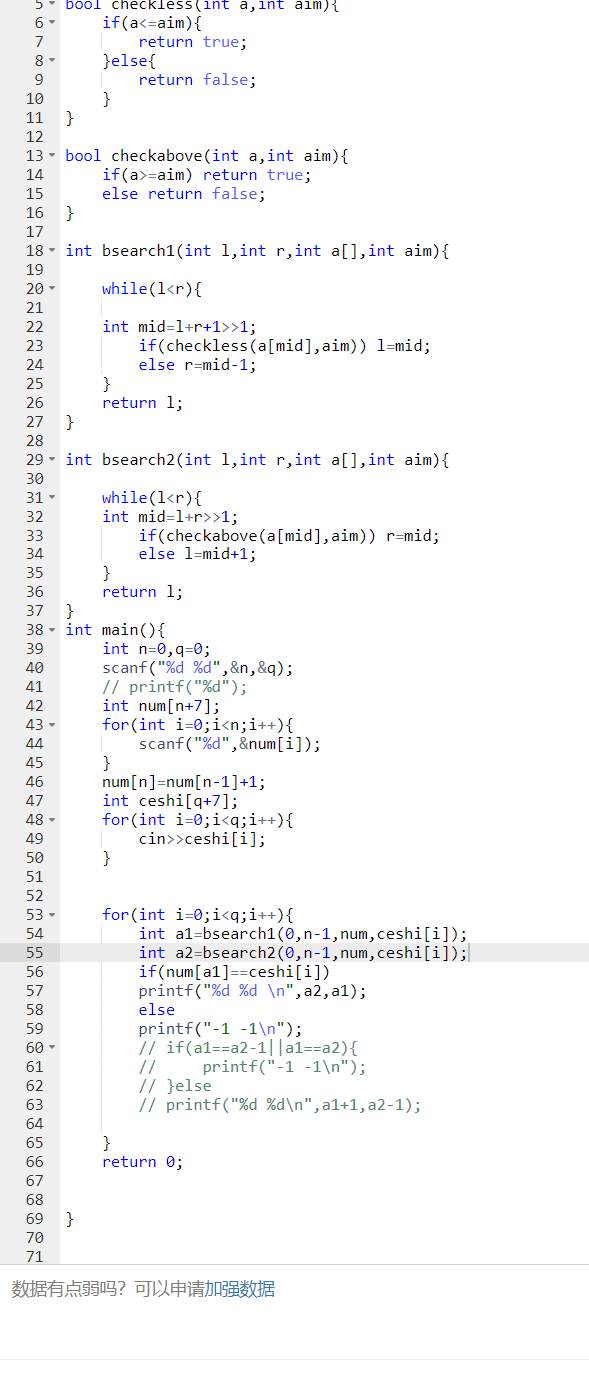 5 bool checkless(int a,int aim){
6 if(a<=aim){
7 return true;
8 }else{
9 return false;
10 }
11 }
12
13 bool checkabove(int a,int aim){
14 if(a>=aim) return true;
15 else return false;
16 }
17
18 int bsearch1(int l,int r,int a[],int aim){
19
20 while(l<r){
21
22 int mid=l+r+1>>1;
23 if(checkless(a[mid],aim)) l=mid;
24 else r=mid-1;
25 }
26 return l;
27 }
28
29 int bsearch2(int l,int r,int a[],int aim){
30
31 while(l<r){
32 int mid=l+r>>1;
33 if(checkabove(a[mid],aim)) r=mid;
34 else l=mid+1;
35 }
36 return l;
37 }
38 int main(){
39 int n=0,q=0;
40 scanf("%d %d",&n,&q);
41 // printf("%d");
42 int num[n+7];
43 for(int i=0;i<n;i++){
44 scanf("%d",&num[i]);
45 }
46 num[n]=num[n-1]+1;
47 int ceshi[q+7];
48 for(int i=0;i<q;i++){
49 cin>>ceshi[i];
50 }
51
52
53 for(int i=0;i<q;i++){
54 int a1=bsearch1(0,n-1,num,ceshi[i]);
55 int a2=bsearch2(0,n-1,num,ceshi[i]);
56 if(num[a1]==ceshi[i])
57 printf("%d %d \n",a2,a1);
58 else
59 printf("-1 -1\n");
60 // if(a1==a2-1||a1==a2){
61 // printf("-1 -1\n");
62 // }else
63 // printf("%d %d\n",a1+1,a2-1);
64
65 }
66 return 0;
67
68
69 }
70
71
数据有点弱吗？可以申请加强数据